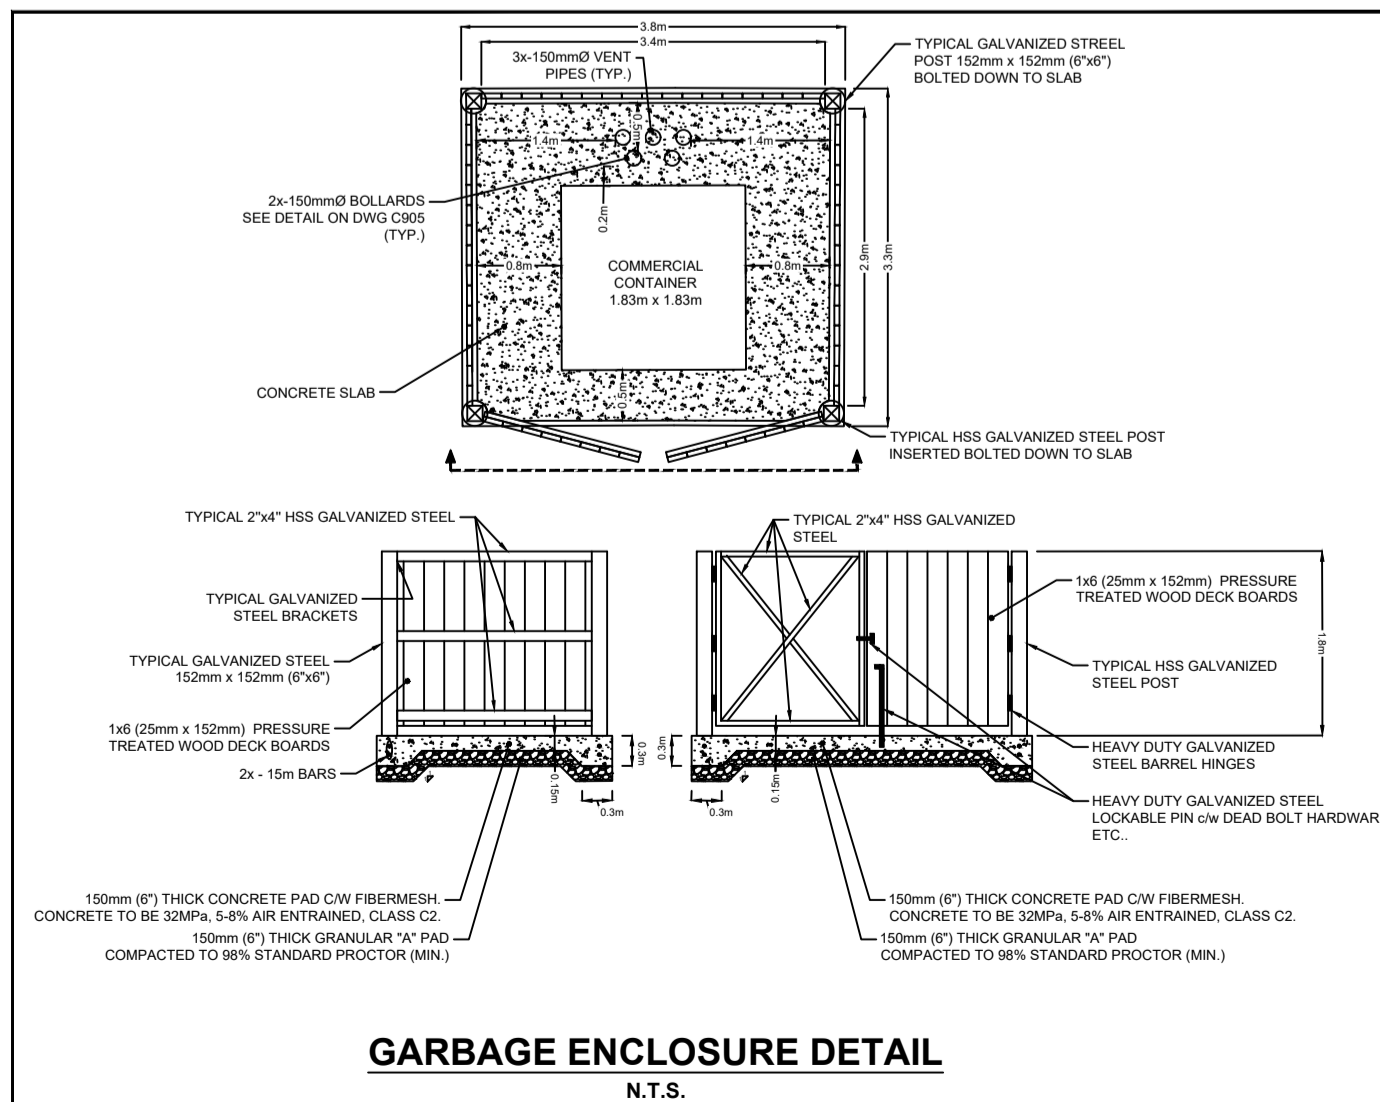 3.8m
3.4m
3x-150mmØ VENT
PIPES (TYP.)
TYPICAL GALVANIZED STREEL
POST 152mm x 152mm (6"x6")
BOLTED DOWN TO SLAB
0.5m
1.4m
1.4m
2x-150mmØ BOLLARDS
SEE DETAIL ON DWG C905
(TYP.)
0.2m
2.9m
3.3m
0.8m
0.8m
COMMERCIAL
CONTAINER
1.83m x 1.83m
CONCRETE SLAB
0.5m
TYPICAL HSS GALVANIZED STEEL POST
INSERTED BOLTED DOWN TO SLAB
TYPICAL 2"x4" HSS GALVANIZED STEEL
TYPICAL GALVANIZED
STEEL BRACKETS
TYPICAL GALVANIZED STEEL
152mm x 152mm (6"x6")
1x6 (25mm x 152mm) PRESSURE
TREATED WOOD DECK BOARDS
2x - 15m BARS
0.3m
0.15m
0.3m
150mm (6") THICK CONCRETE PAD C/W FIBERMESH.
CONCRETE TO BE 32MPa, 5-8% AIR ENTRAINED, CLASS C2.
150mm (6") THICK GRANULAR "A" PAD
COMPACTED TO 98% STANDARD PROCTOR (MIN.)
TYPICAL 2"x4" HSS GALVANIZED
STEEL
1x6 (25mm x 152mm) PRESSURE
TREATED WOOD DECK BOARDS
1.8m
TYPICAL HSS GALVANIZED
STEEL POST
HEAVY DUTY GALVANIZED
STEEL BARREL HINGES
HEAVY DUTY GALVANIZED STEEL
LOCKABLE PIN c/w DEAD BOLT HARDWAR
ETC..
0.3m
0.15m
0.3m
150mm (6") THICK CONCRETE PAD C/W FIBERMESH.
CONCRETE TO BE 32MPa, 5-8% AIR ENTRAINED, CLASS C2.
150mm (6") THICK GRANULAR "A" PAD
COMPACTED TO 98% STANDARD PROCTOR (MIN.)
GARBAGE ENCLOSURE DETAIL
N.T.S.